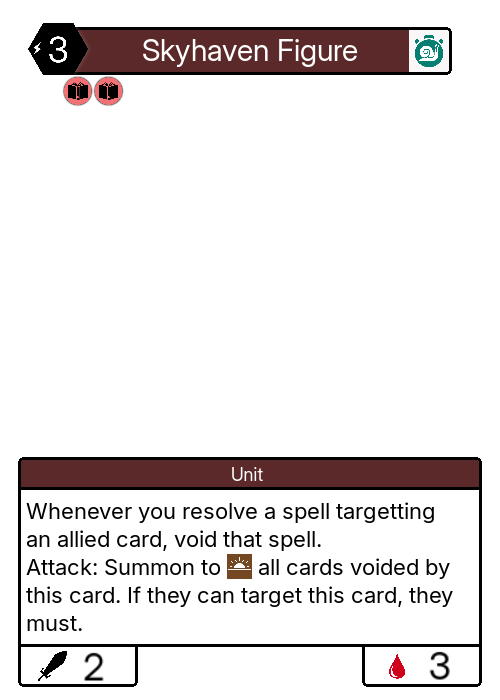 3 Skyhaven Figure
Unit
Whenever you resolve a spell targetting
an allied card, void that spell.
Attack: Summon to all cards voided by
this card. If they can target this card, they
must.
2 3